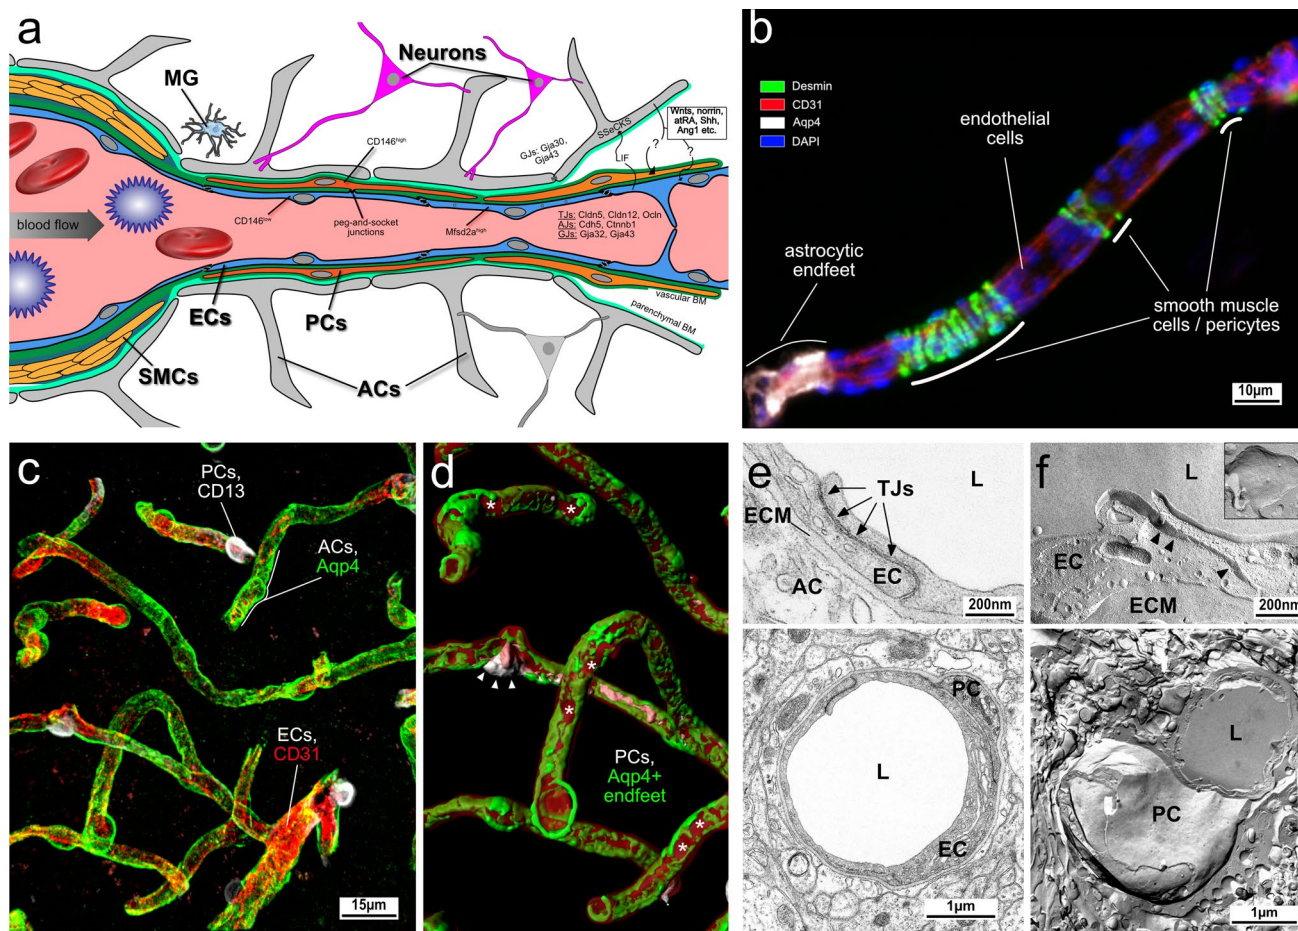 a
MG
Neurons
Wnts, norrin,
atRA, Shh,
Ang1 etc.
SSeCKS
GJs: Gja30,
Gja43
CD146high
LIF
?
?
blood flow
CD146low
peg-and-socket
junctions
Mfsd2ahigh
TJs: Cldn5, Cldn12, Ocln
AJs: Cdh5, Ctnnb1
GJs: Gja32, Gja43
ECs
PCs
vascular BM
parenchymal BM
SMCs
ACs
b
Desmin
CD31
Aqp4
DAPI
endothelial
cells
astrocytic
endfeet
smooth muscle
cells / pericytes
10µm
c
PCs,
CD13
ACs,
Aqp4
ECs,
CD31
15µm
d
*
*
*
*
PCs,
Aqp4+
endfeet
*
*
e
L
TJs
ECM
EC
AC
200nm
PC
L
EC
1µm
f
L
EC
ECM
200nm
L
PC
1µm